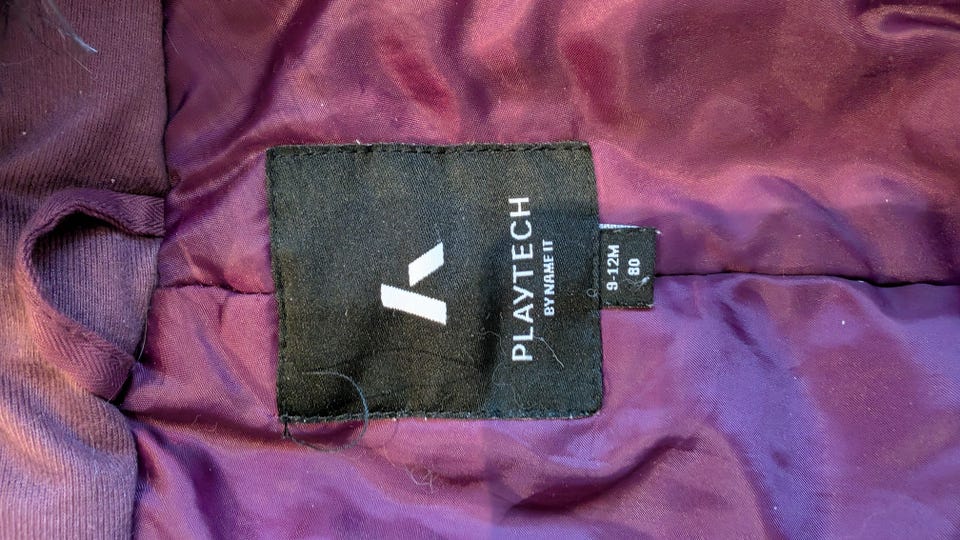 PLAYTECH
BY NAME IT
9-12M
80